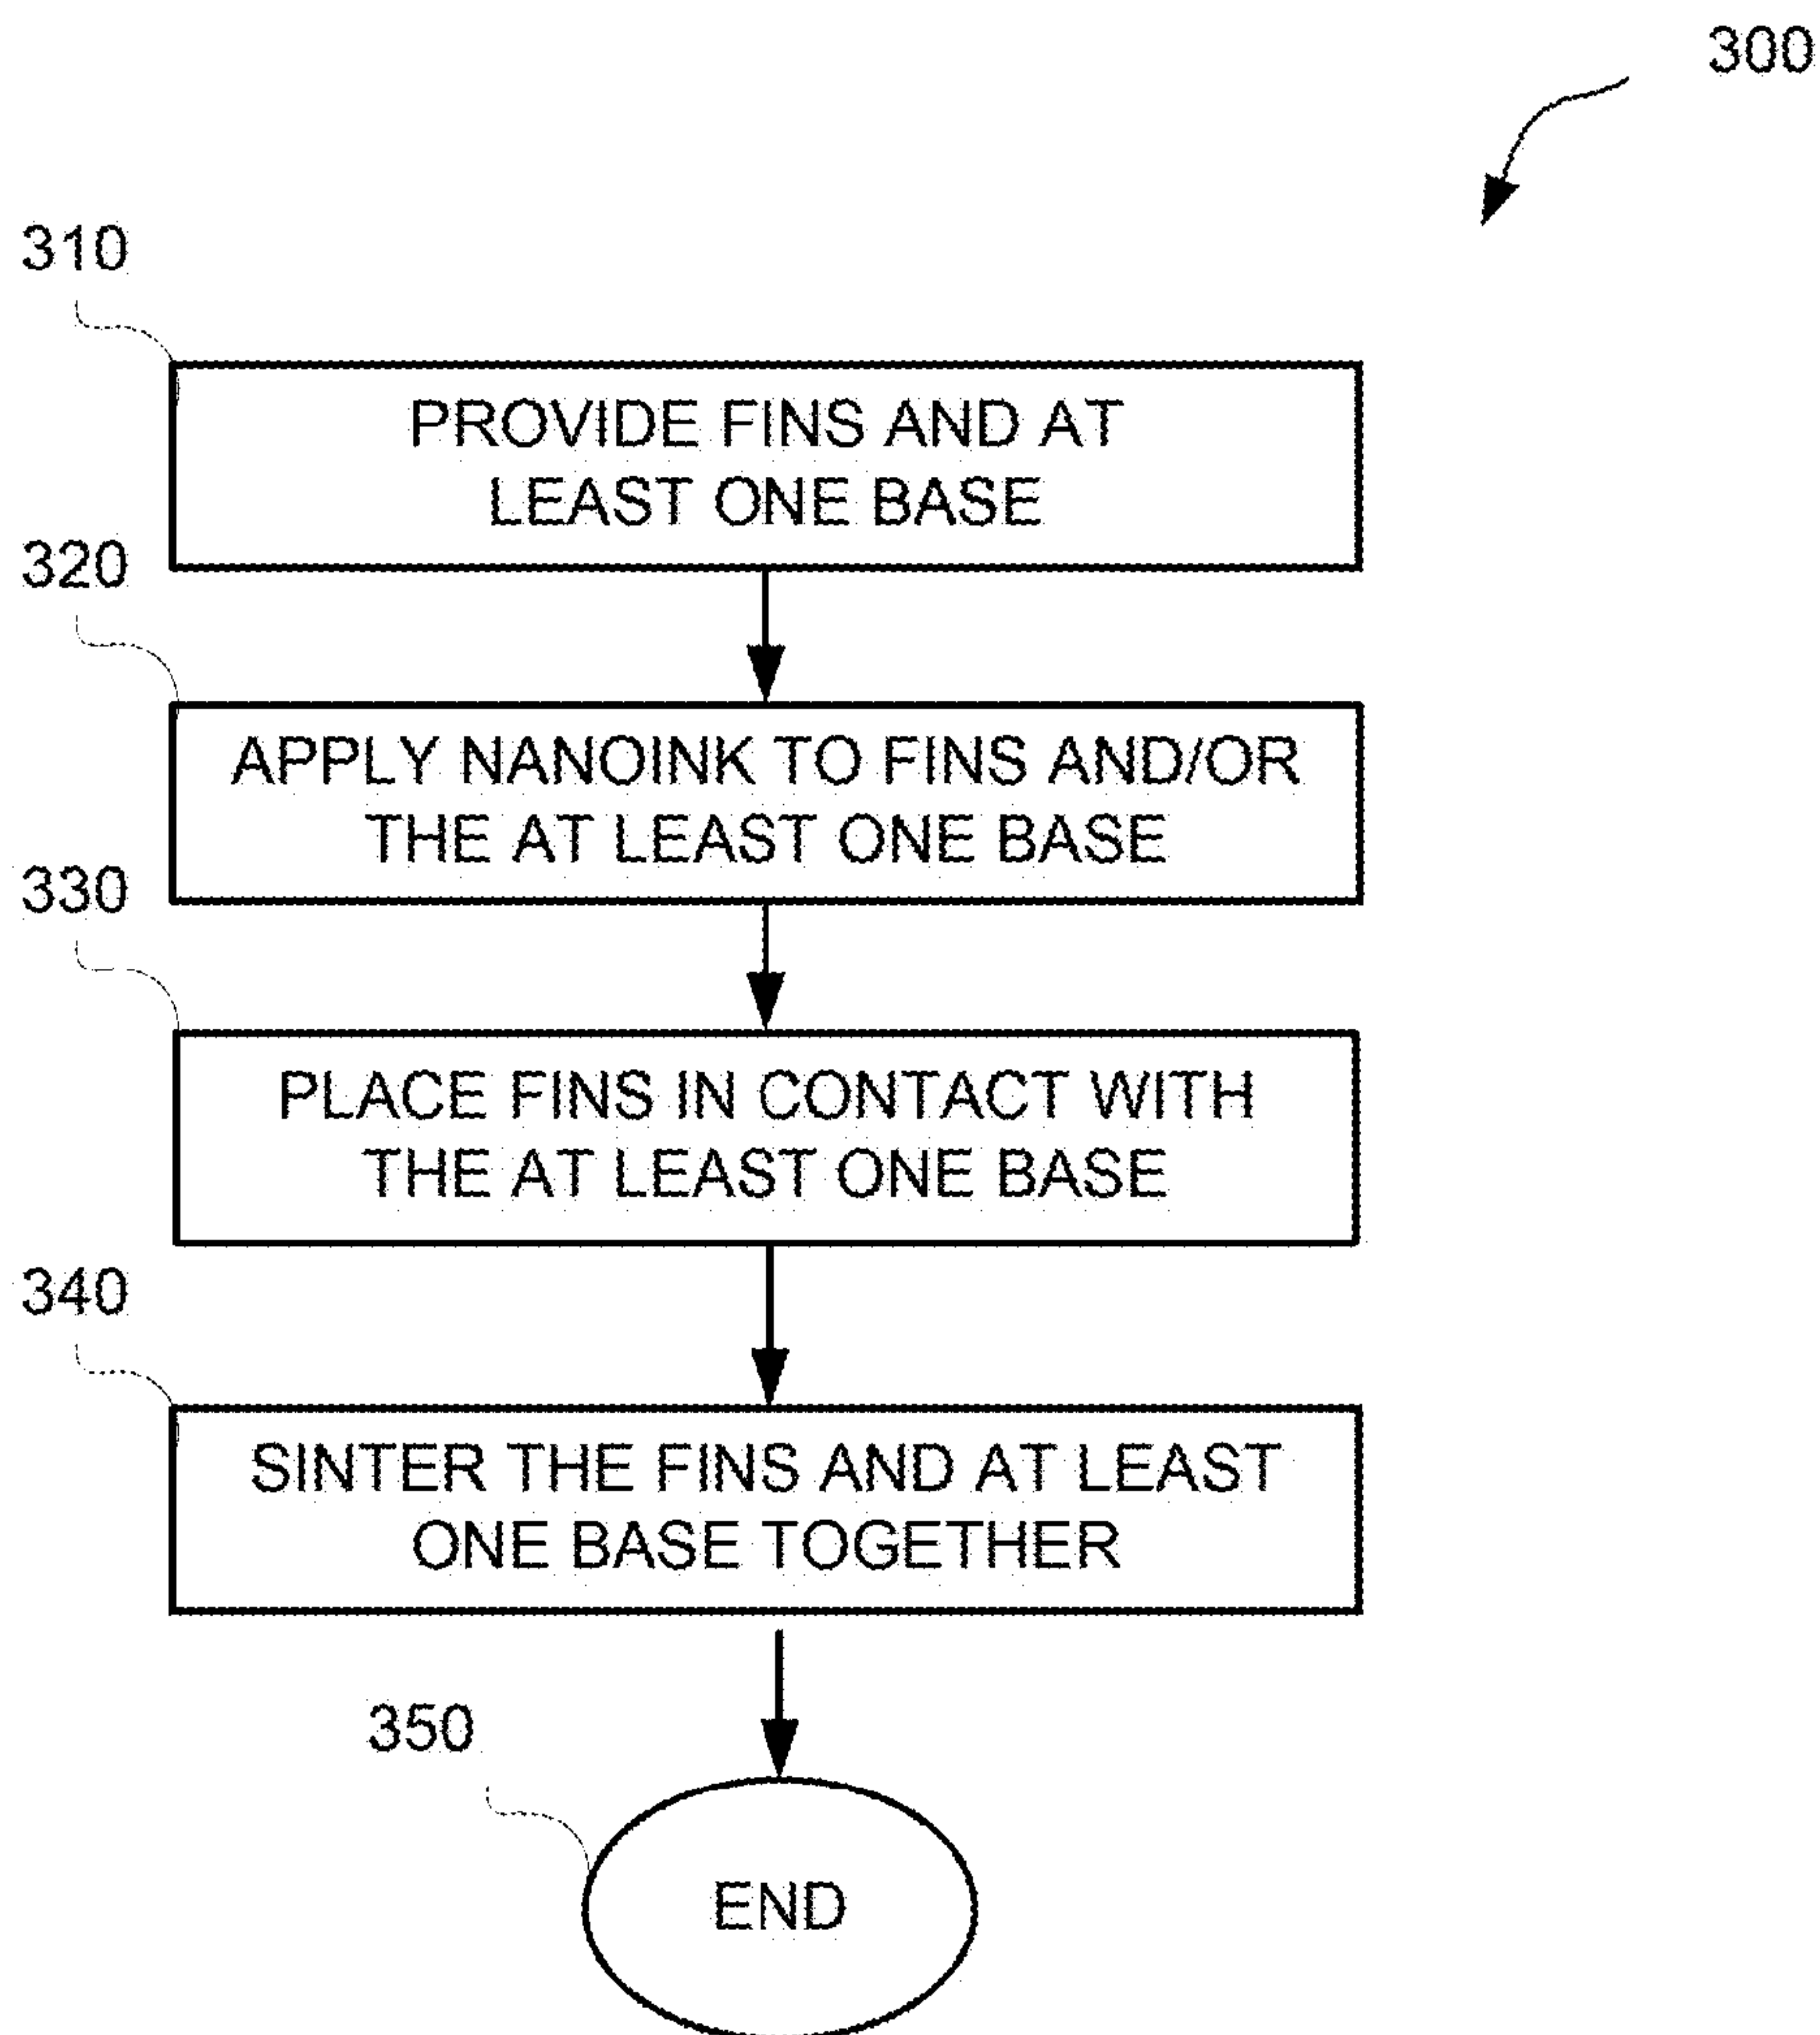 300
310
PROVIDE FINS AND AT
LEAST ONE BASE
320
APPLY NANOINK TO FINS AND/OR
THE AT LEAST ONE BASE
330
PLACE FINS IN CONTACT WITH
THE AT LEAST ONE BASE
340
SINTER THE FINS AND AT LEAST
ONE BASE TOGETHER
350
END